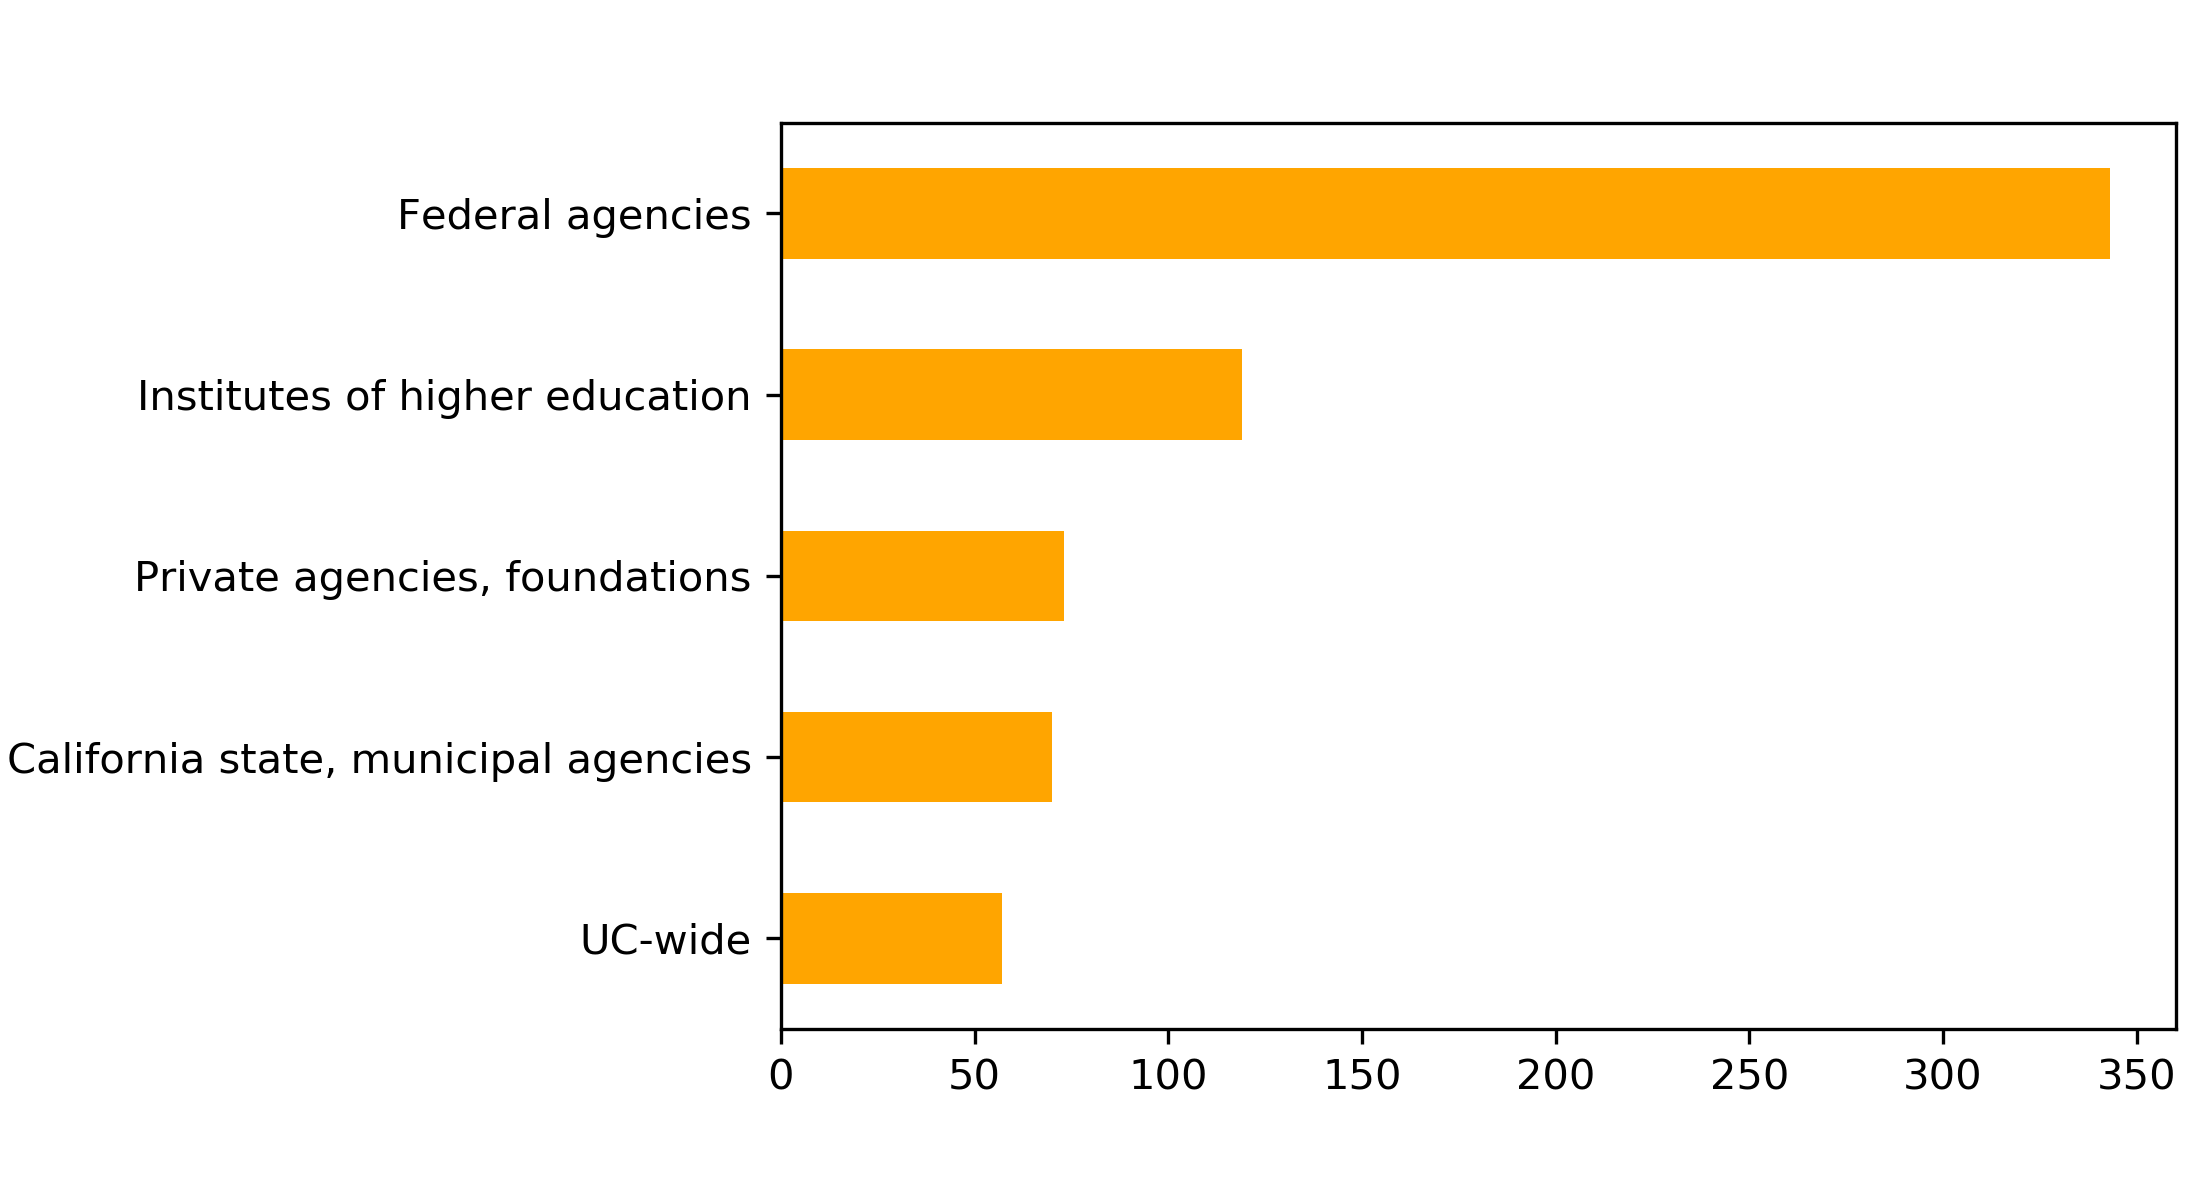 Federal agencies
Institutes of higher education
Private agencies, foundations
California state, municipal agencies
UC-wide
0 50 100 150 200 250 300 350